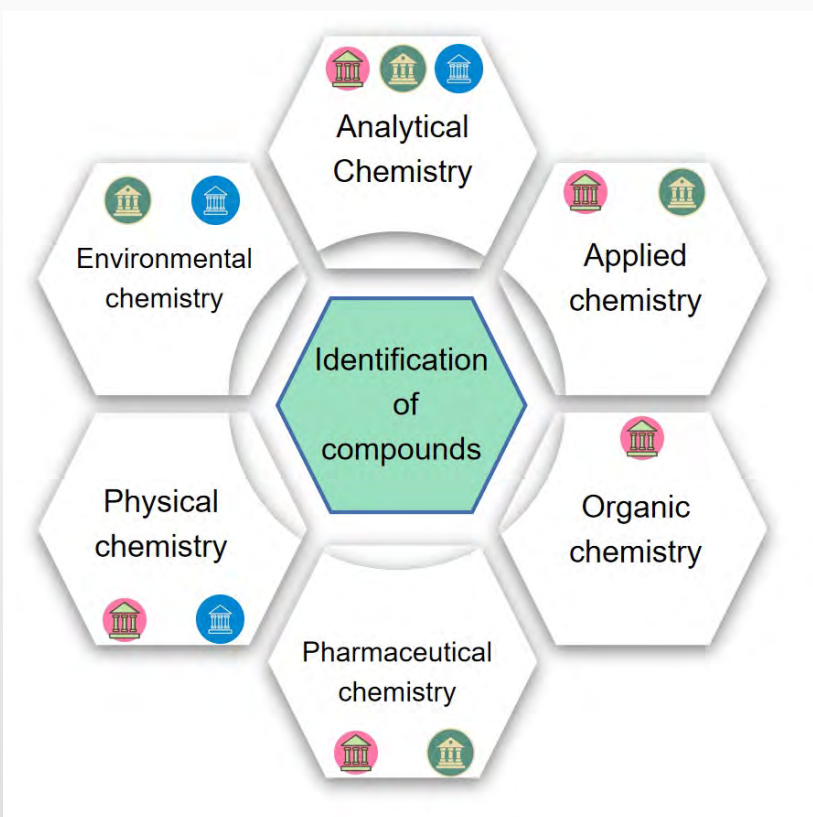 Analytical
Chemistry
Applied
chemistry
Environmental
chemistry
Identification
of
compounds
Organic
chemistry
Physical
chemistry
Pharmaceutical
chemistry